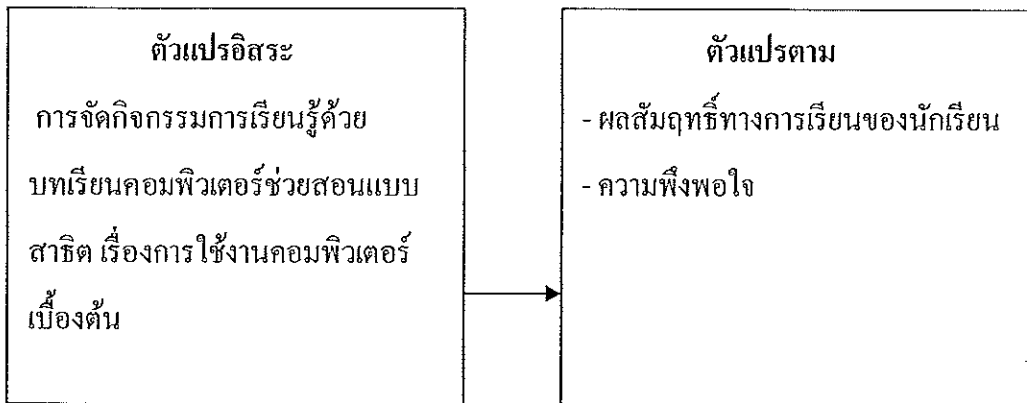 ตัวแปรอิสระ
การจัดกิจกรรมการเรียนรู้ด้วย
บทเรียนคอมพิวเตอร์ช่วยสอนแบบ
สาธิต เรื่องการใช้งานคอมพิวเตอร์
เบื้องต้น
ตัวแปรตาม
- ผลสัมฤทธิ์ทางการเรียนของนักเรียน
- ความพึงพอใจ